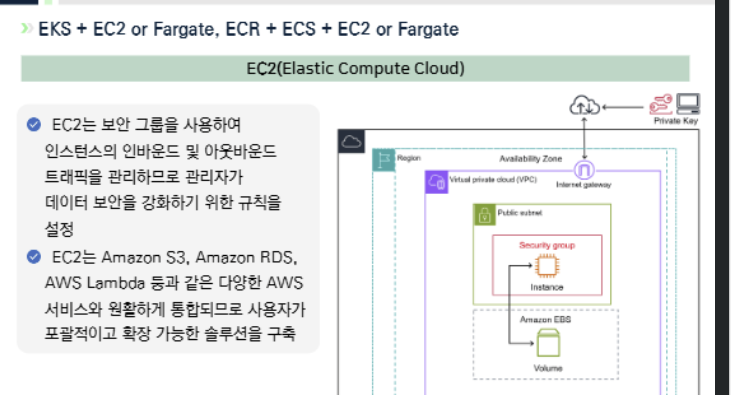 EKS + EC2 or Fargate, ECR + ECS + EC2 or Fargate
EC2(Elastic Compute Cloud)
EC2는 보안 그룹을 사용하여
인스턴스의 인바운드 및 아웃바운드
트래픽을 관리하므로 관리자가
데이터 보안을 강화하기 위한 규칙을
설정
EC2는 Amazon S3, Amazon RDS,
AWS Lambda 등과 같은 다양한 AWS
서비스와 원활하게 통합되므로 사용자가
포괄적이고 확장 가능한 솔루션을 구축
Private Key
Region
Availability Zone
Virtual private cloud (VPC)
Internet gateway
Public subnet
Security group
Instance
Amazon EBS
Volume